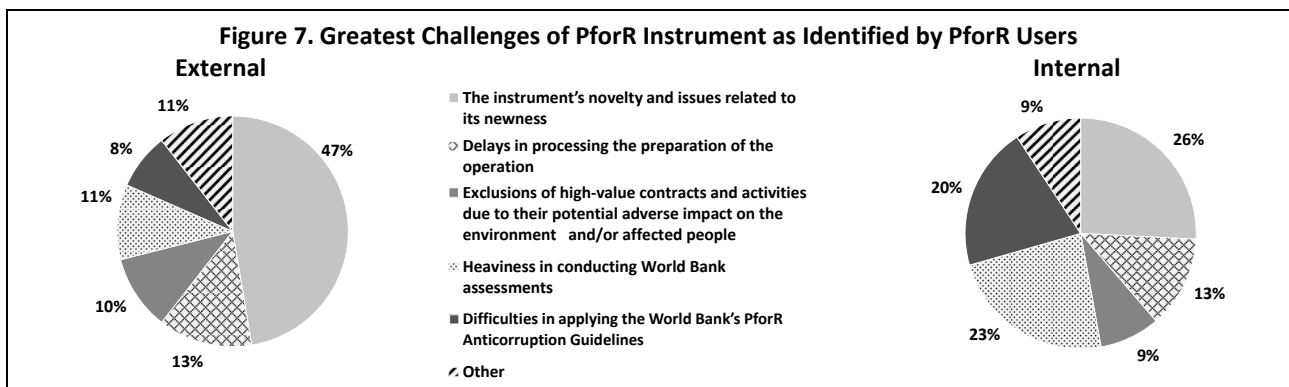 Figure 7. Greatest Challenges of PforR Instrument as Identified by PforR Users
External
11%
47%
8%
11%
10%
13%
The instrument's novelty and issues related to
its newness
Delays in processing the preparation of the
operation
Exclusions of high-value contracts and activities
due to their potential adverse impact on the
environment and/or affected people
Heaviness in conducting World Bank
assessments
Difficulties in applying the World Bank's PforR
Anticorruption Guidelines
Other
Internal
9%
26%
20%
13%
23%
9%